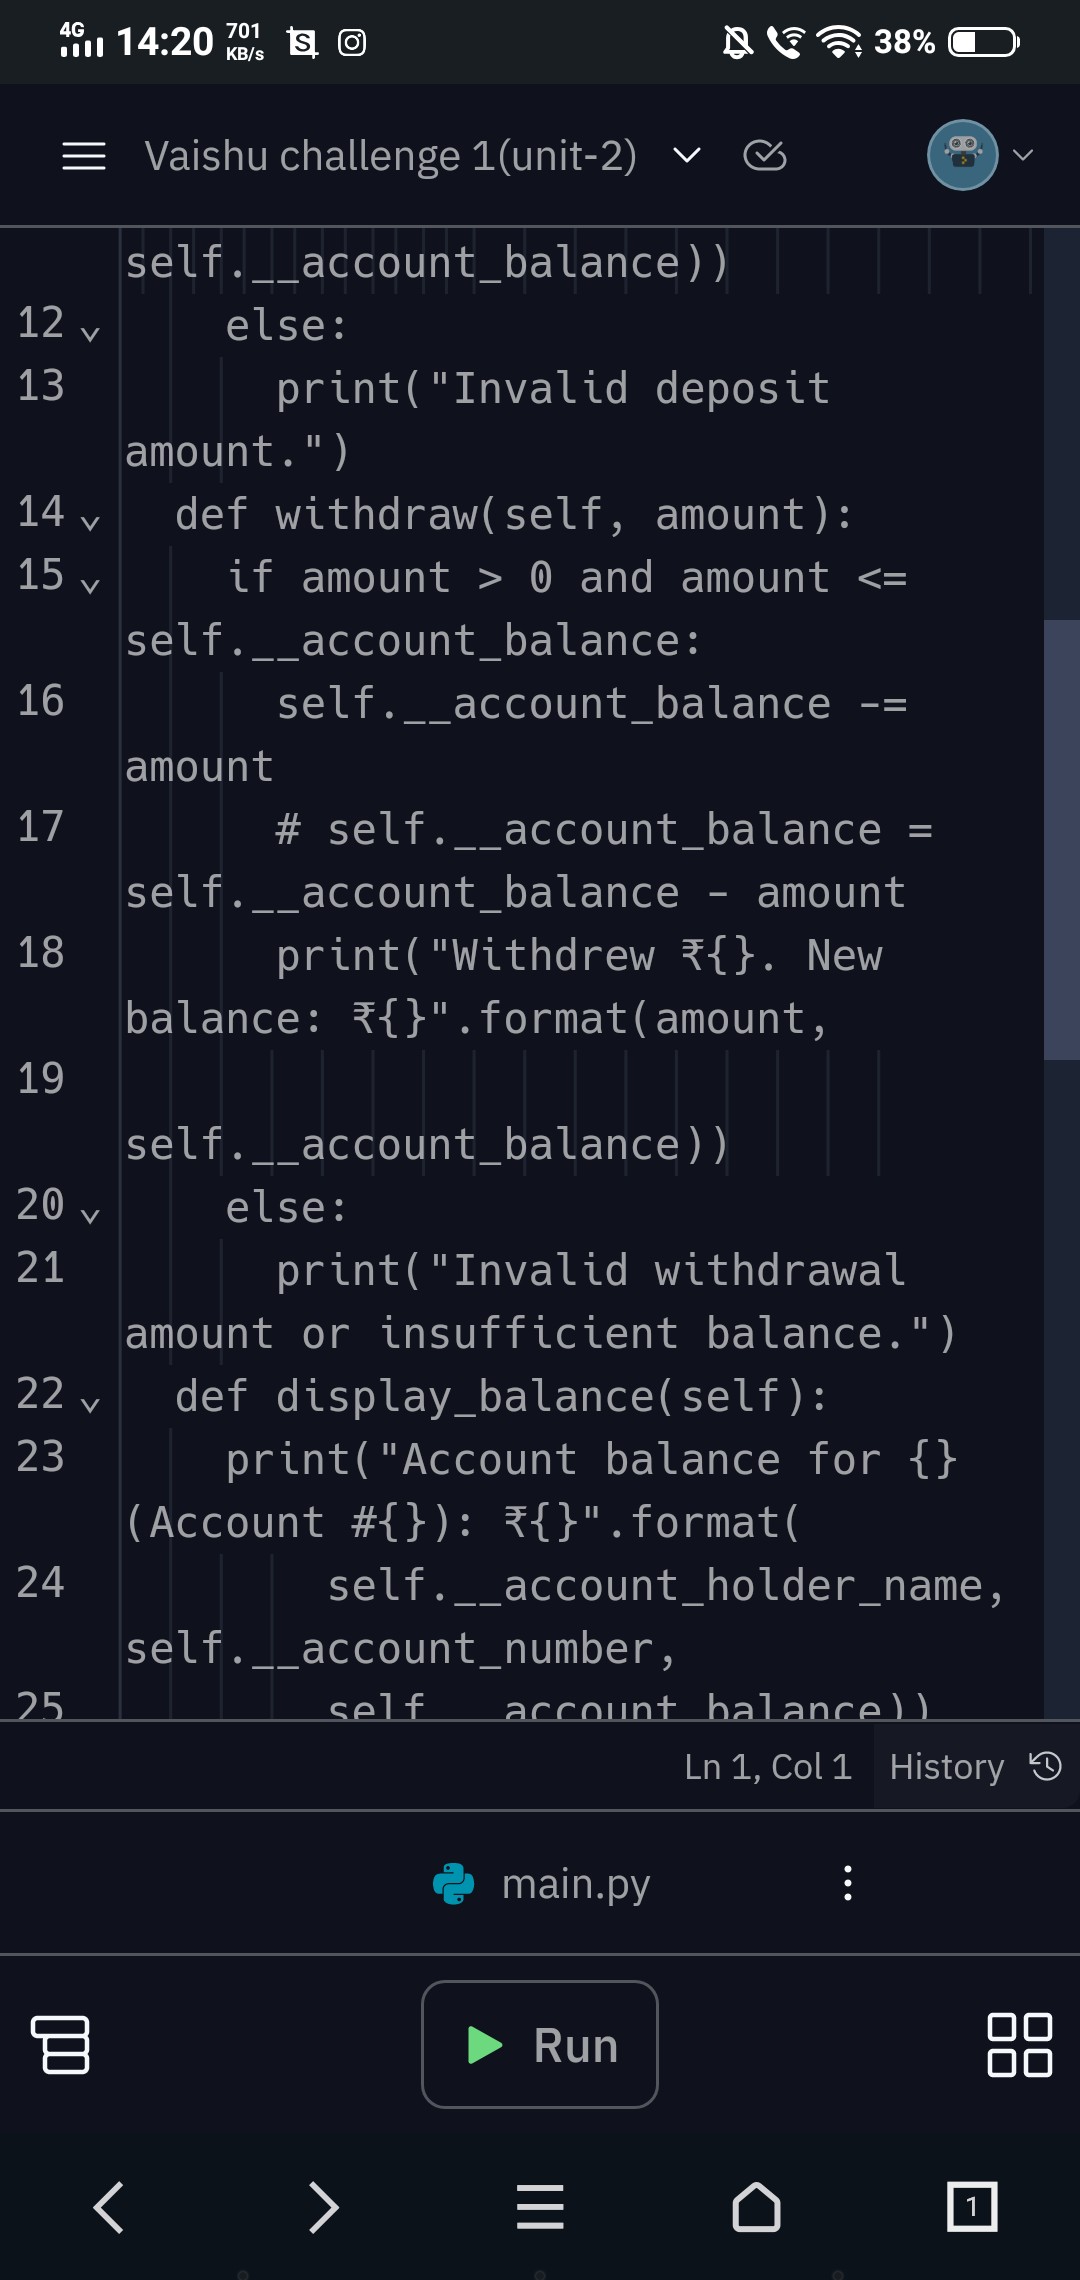 4G 14:20 701 KB/s S 38%
Vaishu challenge 1(unit-2)
self.__account_balance))
12 else:
13 print("Invalid deposit
amount.")
14 def withdraw(self, amount):
15 if amount > 0 and amount <=
self.__account_balance:
16 self.__account_balance -=
amount
17 # self.__account_balance =
self.__account_balance - amount
18 print("Withdrew ₹{}. New
balance: ₹{}".format(amount,
19
self.__account_balance))
20 else:
21 print("Invalid withdrawal
amount or insufficient balance.")
22 def display_balance(self):
23 print("Account balance for {}
(Account #{}): ₹{}".format(
24 self.__account_holder_name,
self.__account_number,
25 self.__account_balance))
Ln 1, Col 1 History
main.py
Run
1